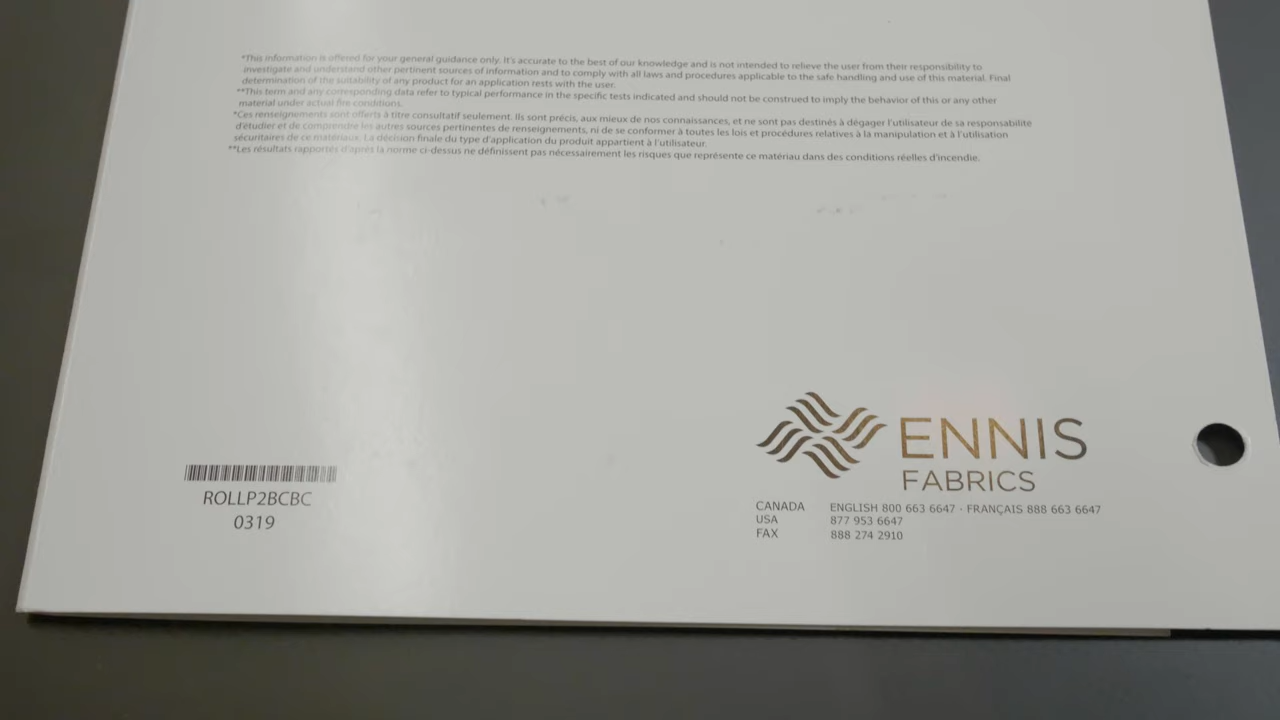 *This information is offered for your general guidance only. It's accurate to the best of our knowledge and is not intended to relieve the user from their responsibility to
investigate and understand other pertinent sources of information and to comply with all laws and procedures applicable to the safe handling and use of this material. Final
determination of the suitability of any product for an application rests with the user.
**This term and any corresponding data refer to typical performance in the specific tests indicated and should not be construed to imply the behavior of this or any other
material under actual fire conditions.
*Ces renseignements sont offerts à titre consultatif seulement. Ils sont précis, aux mieux de nos connaissances, et ne sont pas destinés à dégager l'utilisateur de sa responsabilité
d'étudier et de comprendre les autres sources pertinentes de renseignements, ni de se conformer à toutes les lois et procédures relatives à la manipulation et à l'utilisation
sécuritaires de ce matériaux. La décision finale du type d'application du produit appartient à l'utilisateur.
**Les résultats rapportés d'après la norme ci-dessus ne définissent pas nécessairement les risques que représente ce matériau dans des conditions réelles d'incendie.
ROLLP2BCBC
0319
ENNIS
FABRICS
CANADA ENGLISH 800 663 6647 · FRANÇAIS 888 663 6647
USA 877 953 6647
FAX 888 274 2910